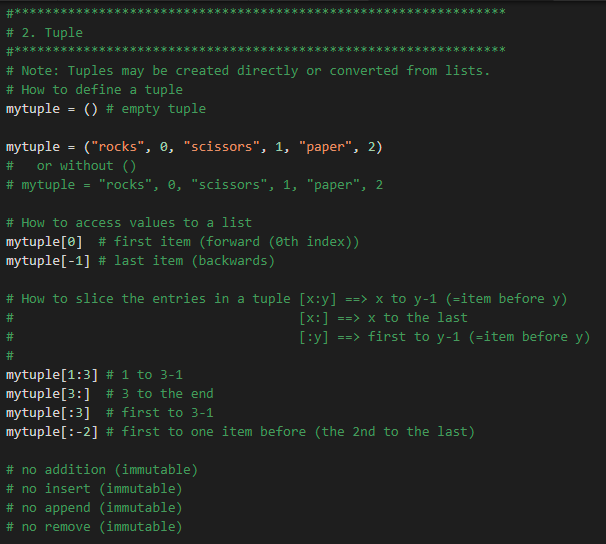 #****************************************************************
# 2. Tuple
#****************************************************************
# Note: Tuples may be created directly or converted from lists.
# How to define a tuple
mytuple = () # empty tuple
mytuple = ("rocks", 0, "scissors", 1, "paper", 2)
#   or without ()
# mytuple = "rocks", 0, "scissors", 1, "paper", 2
# How to access values to a list
mytuple[0]  # first item (forward (0th index))
mytuple[-1] # last item (backwards)
# How to slice the entries in a tuple [x:y] ==> x to y-1 (=item before y)
#                                     [x:] ==> x to the last
#                                     [:y] ==> first to y-1 (=item before y)
#
mytuple[1:3] # 1 to 3-1
mytuple[3:]  # 3 to the end
mytuple[:3]  # first to 3-1
mytuple[:-2] # first to one item before (the 2nd to the last)
# no addition (immutable)
# no insert (immutable)
# no append (immutable)
# no remove (immutable)